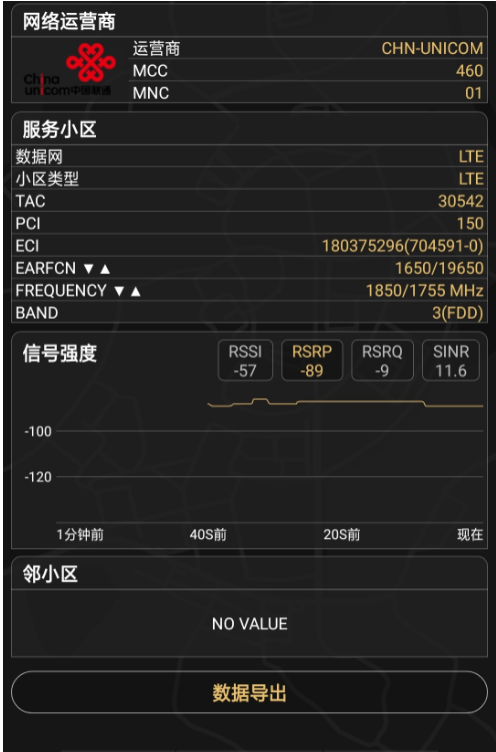 网络运营商
运营商 CHN-UNICOM
MCC 460
MNC 01
China
unicom中国联通
服务小区
数据网 LTE
小区类型 LTE
TAC 30542
PCI 150
ECI 180375296(704591-0)
EARFCN ▼▲ 1650/19650
FREQUENCY ▼▲ 1850/1755 MHz
BAND 3(FDD)
信号强度
RSSI RSRP RSRQ SINR
-57 -89 -9 11.6
-100
-120
1分钟前 40S前 20S前 现在
邻小区
NO VALUE
数据导出